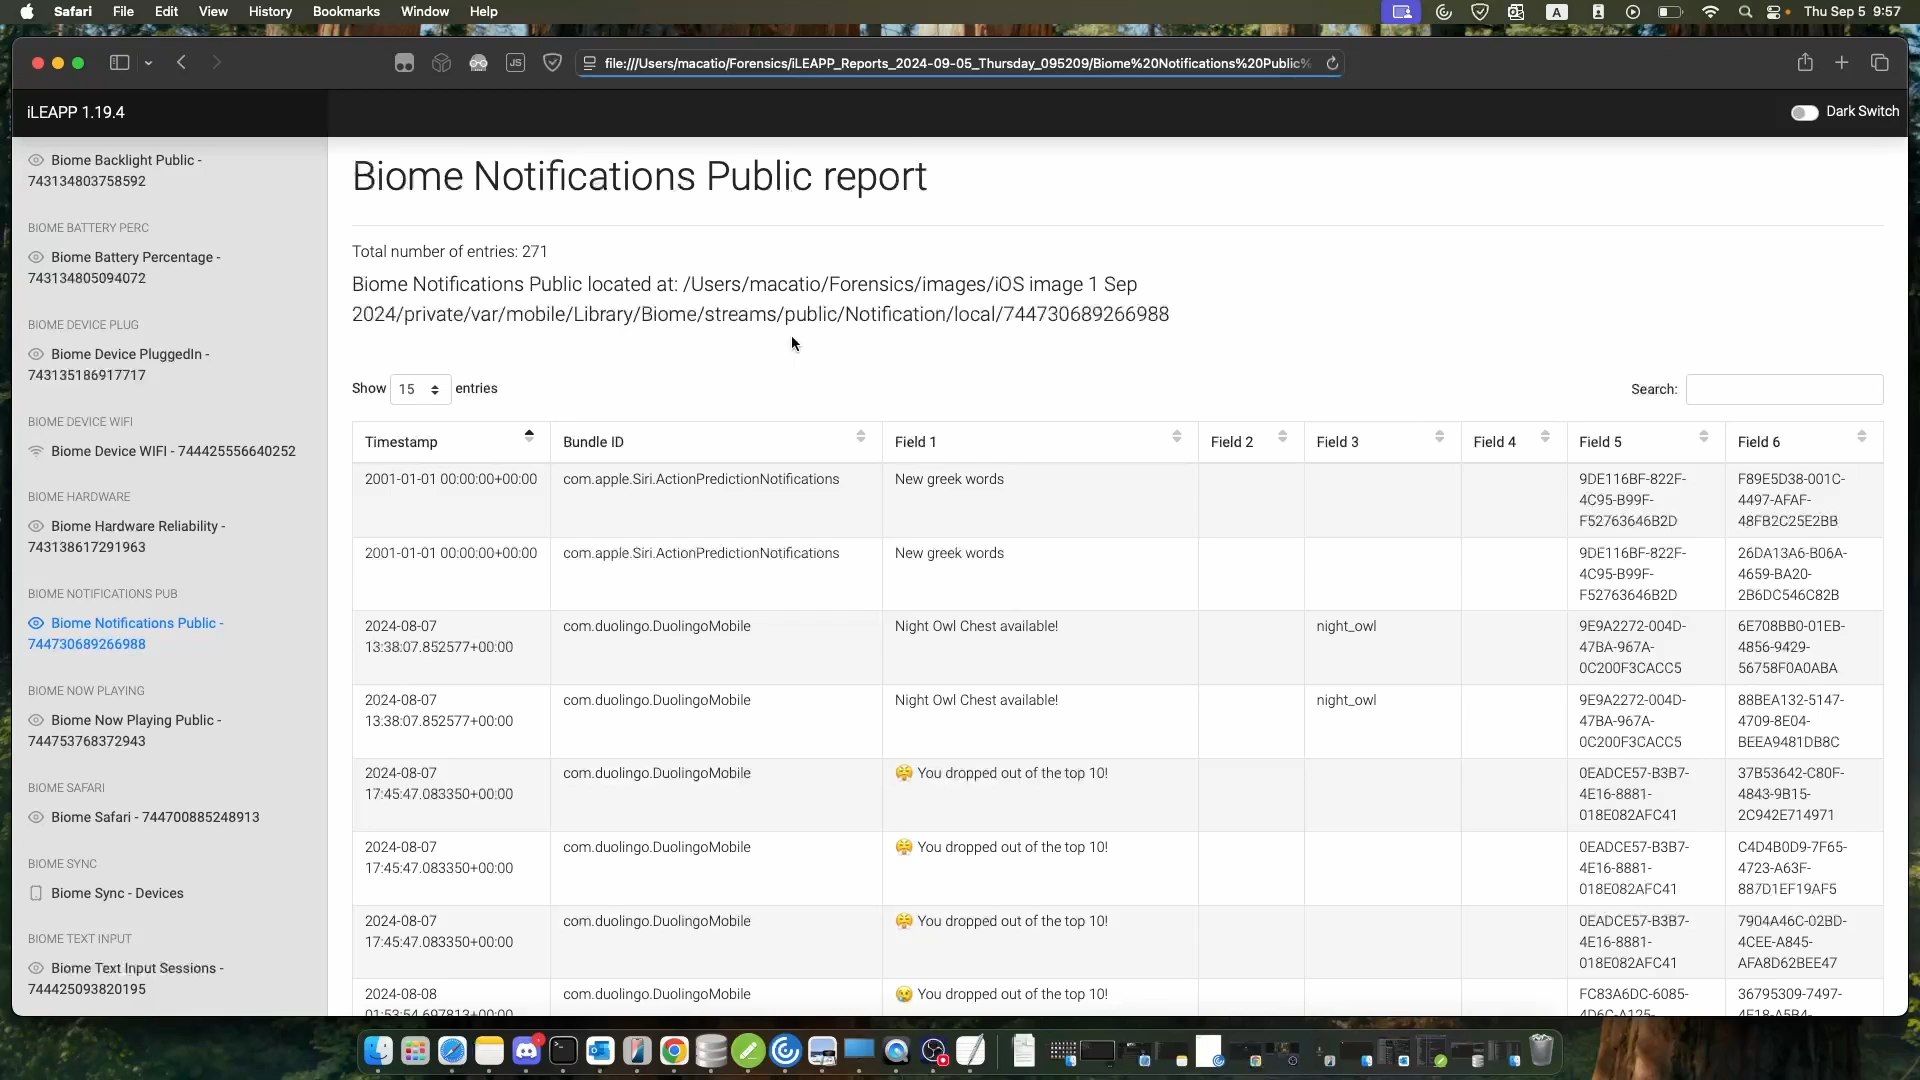 Safari File Edit View History Bookmarks Window Help
A
Thu Sep 5 9:57
JS
file:///Users/macatio/Forensics/iLEAPP_Reports_2024-09-05_Thursday_095209/Biome%20Notifications%20Public%
iLEAPP 1.19.4
Dark Switch
Biome Backlight Public -
743134803758592
BIOME BATTERY PERC
Biome Battery Percentage -
743134805094072
BIOME DEVICE PLUG
Biome Device PluggedIn -
743135186917717
BIOME DEVICE WIFI
Biome Device WIFI - 744425556640252
BIOME HARDWARE
Biome Hardware Reliability -
743138617291963
BIOME NOTIFICATIONS PUB
Biome Notifications Public -
744730689266988
BIOME NOW PLAYING
Biome Now Playing Public -
744753768372943
BIOME SAFARI
Biome Safari - 744700885248913
BIOME SYNC
Biome Sync - Devices
BIOME TEXT INPUT
Biome Text Input Sessions -
744425093820195
Biome Notifications Public report
Total number of entries: 271
Biome Notifications Public located at: /Users/macatio/Forensics/images/iOS image 1 Sep
2024/private/var/mobile/Library/Biome/streams/public/Notification/local/744730689266988
Show 15 entries
Search:
Timestamp Bundle ID Field 1 Field 2 Field 3 Field 4 Field 5 Field 6
2001-01-01 00:00:00+00:00 com.apple.Siri.ActionPredictionNotifications New greek words 9DE116BF-822F- F89E5D38-001C-
4C95-B99F- 4497-AFAF-
F52763646B2D 48FB2C25E2BB
2001-01-01 00:00:00+00:00 com.apple.Siri.ActionPredictionNotifications New greek words 9DE116BF-822F- 26DA13A6-B06A-
4C95-B99F- 4659-BA20-
F52763646B2D 2B6DC546C82B
2024-08-07 com.duolingo.DuolingoMobile Night Owl Chest available! night_owl 9E9A2272-004D- 6E708BB0-01EB-
13:38:07.852577+00:00 47BA-967A- 4856-9429-
0C200F3CACC5 56758F0A0ABA
2024-08-07 com.duolingo.DuolingoMobile Night Owl Chest available! night_owl 9E9A2272-004D- 88BEA132-5147-
13:38:07.852577+00:00 47BA-967A- 4709-8E04-
0C200F3CACC5 BEEA9481DB8C
2024-08-07 com.duolingo.DuolingoMobile 😤 You dropped out of the top 10! 0EADCE57-B3B7- 37B53642-C80F-
17:45:47.083350+00:00 4E16-8881- 4843-9B15-
018E082AFC41 2C942E714971
2024-08-07 com.duolingo.DuolingoMobile 😤 You dropped out of the top 10! 0EADCE57-B3B7- C4D4B0D9-7F65-
17:45:47.083350+00:00 4E16-8881- 4723-A63F-
018E082AFC41 887D1EF19AF5
2024-08-07 com.duolingo.DuolingoMobile 😤 You dropped out of the top 10! 0EADCE57-B3B7- 7904A46C-02BD-
17:45:47.083350+00:00 4E16-8881- 4CEE-A845-
018E082AFC41 AFA8D62BEE47
2024-08-08 com.duolingo.DuolingoMobile 😢 You dropped out of the top 10! FC83A6DC-6085- 36795309-7497-
01:53:54.697813+00:00 4D6C-A125- 4F18-A5B4-